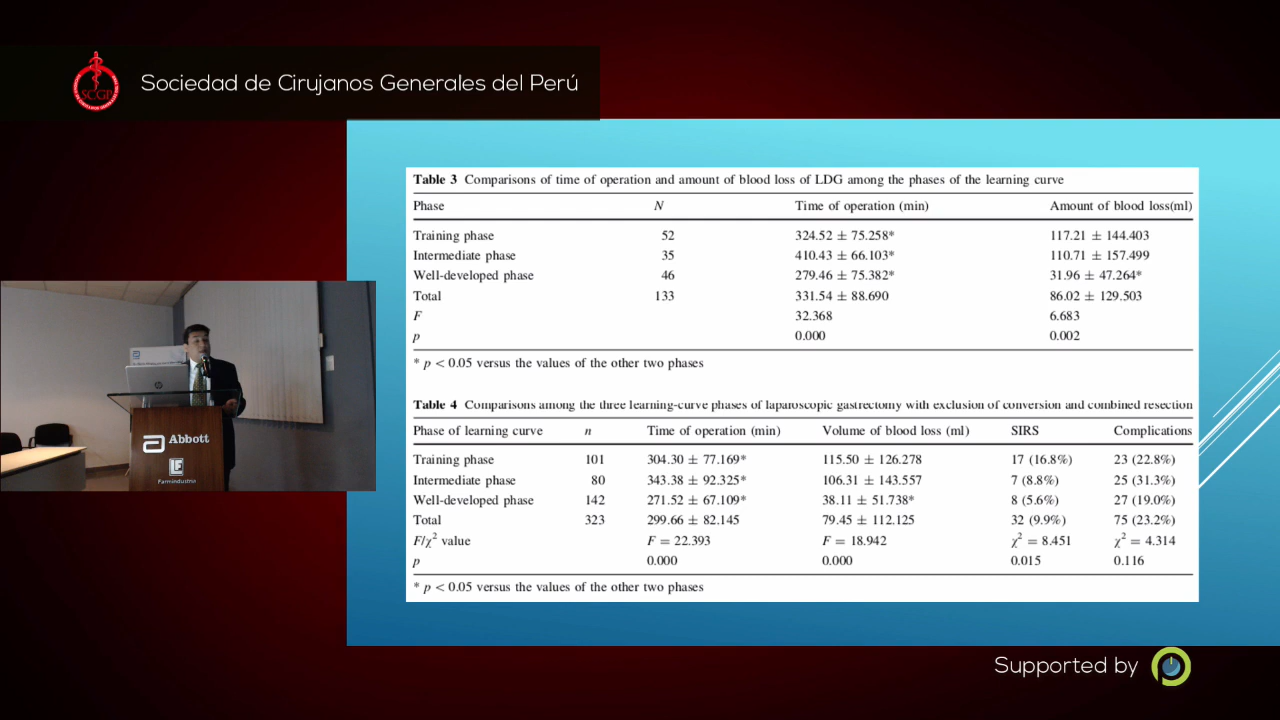 Sociedad de Cirujanos Generales del Perú
SCGP
Table 3 Comparisons of time of operation and amount of blood loss of LDG among the phases of the learning curve
Phase N Time of operation (min) Amount of blood loss(ml)
Training phase 52 324.52 ± 75.258* 117.21 ± 144.403
Intermediate phase 35 410.43 ± 66.103* 110.71 ± 157.499
Well-developed phase 46 279.46 ± 75.382* 31.96 ± 47.264*
Total 133 331.54 ± 88.690 86.02 ± 129.503
F 32.368 6.683
p 0.000 0.002
* p < 0.05 versus the values of the other two phases
Table 4 Comparisons among the three learning-curve phases of laparoscopic gastrectomy with exclusion of conversion and combined resection
Phase of learning curve n Time of operation (min) Volume of blood loss (ml) SIRS Complications
Training phase 101 304.30 ± 77.169* 115.50 ± 126.278 17 (16.8%) 23 (22.8%)
Intermediate phase 80 343.38 ± 92.325* 106.31 ± 143.557 7 (8.8%) 25 (31.3%)
Well-developed phase 142 271.52 ± 67.109* 38.11 ± 51.738* 8 (5.6%) 27 (19.0%)
Total 323 299.66 ± 82.145 79.45 ± 112.125 32 (9.9%) 75 (23.2%)
F/χ² value F = 22.393 F = 18.942 χ² = 8.451 χ² = 4.314
p 0.000 0.000 0.015 0.116
* p < 0.05 versus the values of the other two phases
hp
Abbott
Farmindustria
Supported by